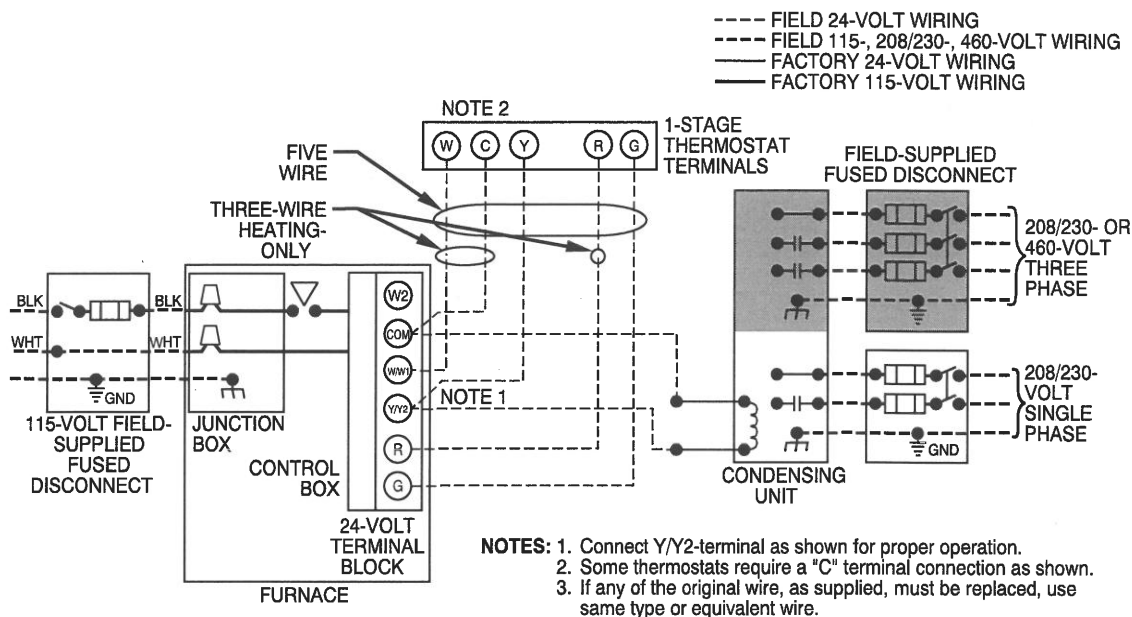 FIELD 24-VOLT WIRING
FIELD 115-, 208/230-, 460-VOLT WIRING
FACTORY 24-VOLT WIRING
FACTORY 115-VOLT WIRING
NOTE 2
W C Y R G
1-STAGE
THERMOSTAT
TERMINALS
FIVE
WIRE
THREE-WIRE
HEATING-
ONLY
FIELD-SUPPLIED
FUSED DISCONNECT
208/230- OR
460-VOLT
THREE
PHASE
BLK
BLK
WHT
WHT
GND
115-VOLT FIELD-
SUPPLIED
FUSED
DISCONNECT
JUNCTION
BOX
CONTROL
BOX
W2
COM
W/W1
Y/Y2
R
G
NOTE 1
24-VOLT
TERMINAL
BLOCK
FURNACE
208/230-
VOLT
SINGLE
PHASE
GND
CONDENSING
UNIT
NOTES: 1. Connect Y/Y2-terminal as shown for proper operation.
2. Some thermostats require a "C" terminal connection as shown.
3. If any of the original wire, as supplied, must be replaced, use
same type or equivalent wire.